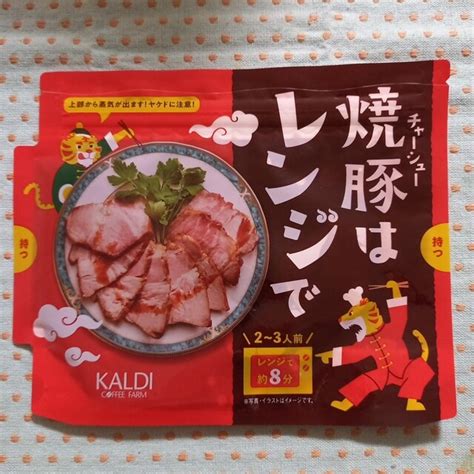 上部から蒸気が出ます！ヤケドに注意！
焼豚は
チャーシュー
レンジで
持つ
持つ
2〜3人前
レンジで
約8分
※写真・イラストはイメージです。
KALDI
COFFEE FARM